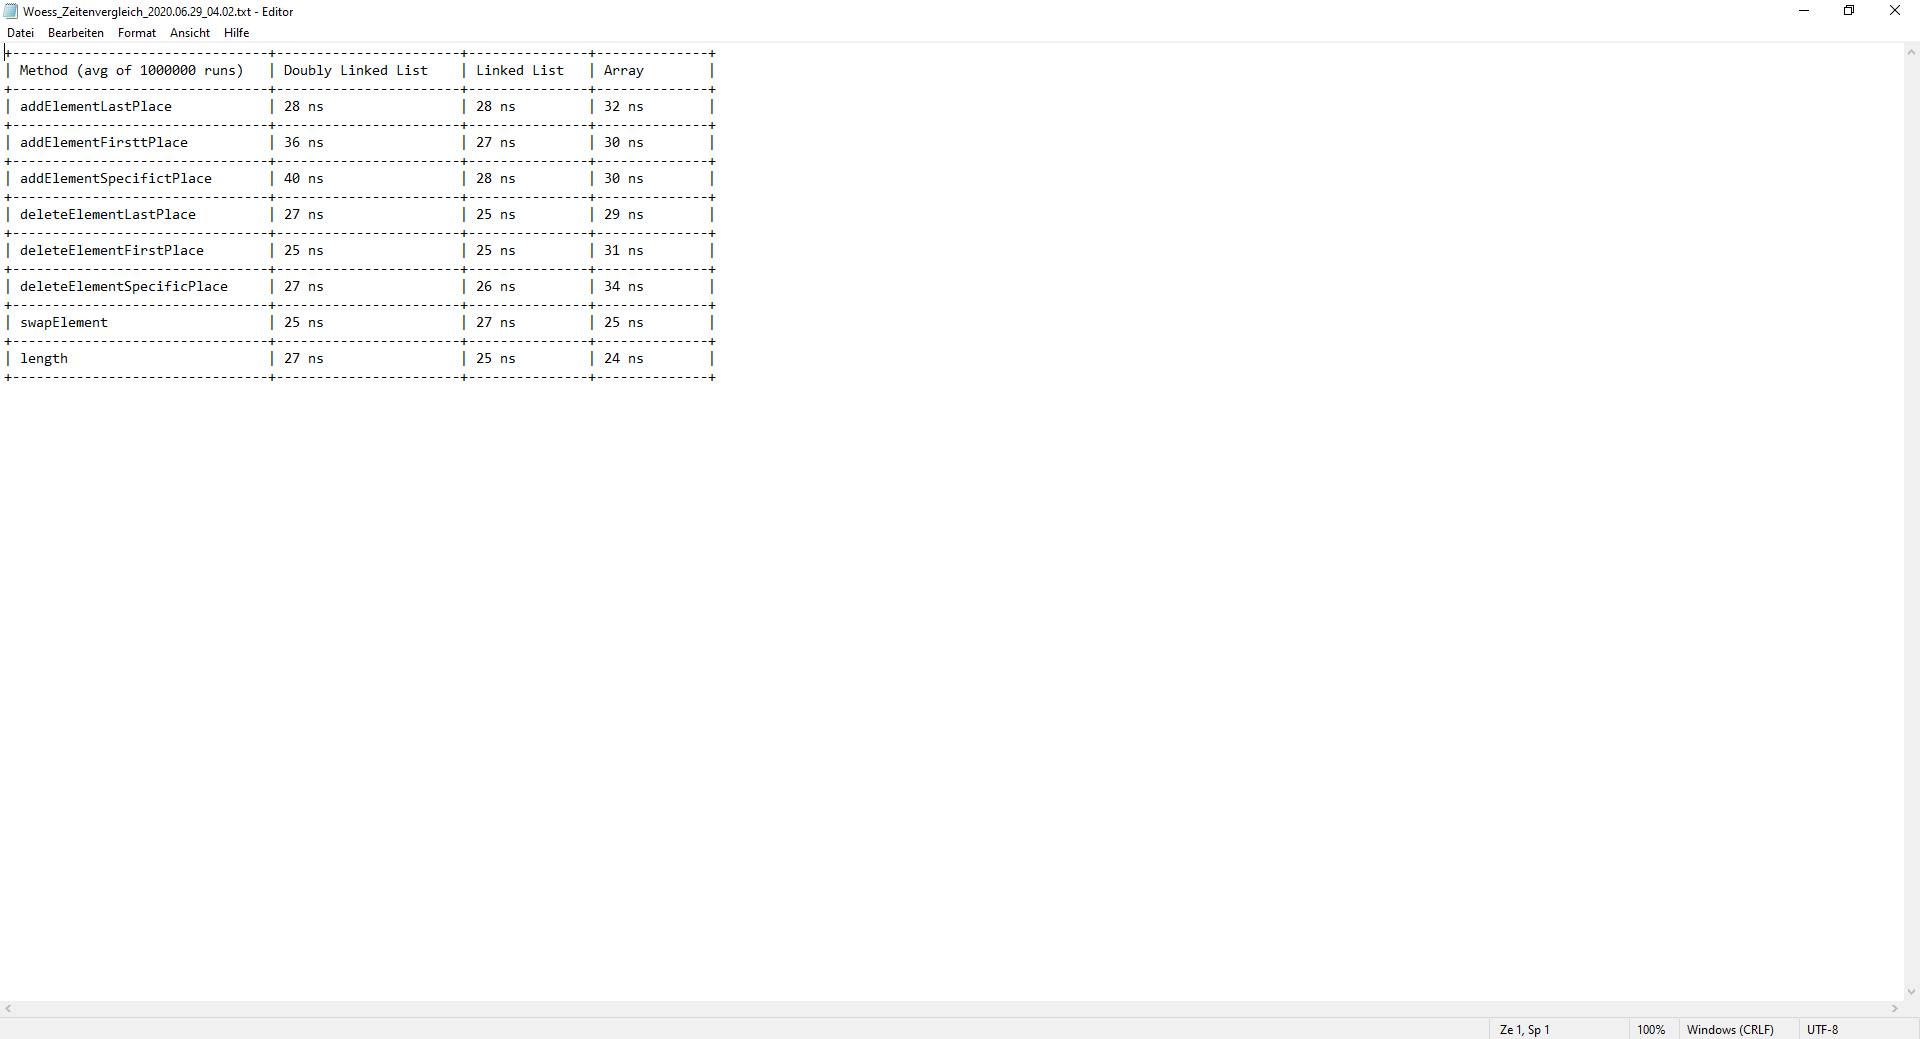 Woess_Zeitenvergleich_2020.06.29_04.02.txt - Editor
Datei Bearbeiten Format Ansicht Hilfe
+--------------------------------+-----------------------+---------------+--------------+
| Method (avg of 1000000 runs) | Doubly Linked List | Linked List | Array |
+--------------------------------+-----------------------+---------------+--------------+
| addElementLastPlace | 28 ns | 28 ns | 32 ns |
+--------------------------------+-----------------------+---------------+--------------+
| addElementFirsttPlace | 36 ns | 27 ns | 30 ns |
+--------------------------------+-----------------------+---------------+--------------+
| addElementSpecifictPlace | 40 ns | 28 ns | 30 ns |
+--------------------------------+-----------------------+---------------+--------------+
| deleteElementLastPlace | 27 ns | 25 ns | 29 ns |
+--------------------------------+-----------------------+---------------+--------------+
| deleteElementFirstPlace | 25 ns | 25 ns | 31 ns |
+--------------------------------+-----------------------+---------------+--------------+
| deleteElementSpecificPlace | 27 ns | 26 ns | 34 ns |
+--------------------------------+-----------------------+---------------+--------------+
| swapElement | 25 ns | 27 ns | 25 ns |
+--------------------------------+-----------------------+---------------+--------------+
| length | 27 ns | 25 ns | 24 ns |
+--------------------------------+-----------------------+---------------+--------------+
Ze 1, Sp 1 100% Windows (CRLF) UTF-8